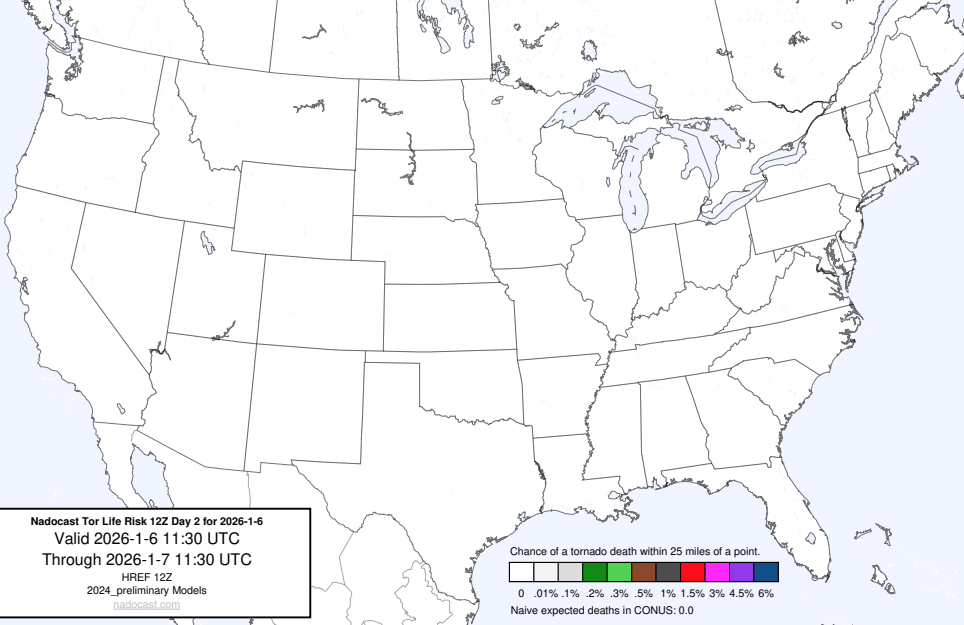 Nadocast Tor Life Risk 12Z Day 2 for 2026-1-6
Valid 2026-1-6 11:30 UTC
Through 2026-1-7 11:30 UTC
HREF 12Z
2024_preliminary Models
nadocast.com
Chance of a tornado death within 25 miles of a point.
0 .01% .1% .2% .3% .5% 1% 1.5% 3% 4.5% 6%
Naive expected deaths in CONUS: 0.0